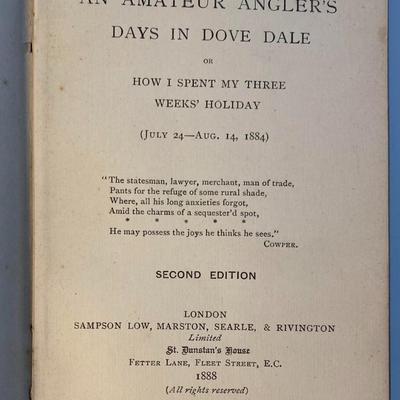 AN AMATEUR ANGLER'S
DAYS IN DOVE DALE
OR
HOW I SPENT MY THREE
WEEKS' HOLIDAY
(JULY 24—AUG. 14, 1884)
"The statesman, lawyer, merchant, man of trade,
Pants for the refuge of some rural shade,
Where, all his long anxieties forgot,
Amid the charms of a sequester'd spot,
* * * * *
He may possess the joys he thinks he sees."
COWPER.
SECOND EDITION
LONDON
SAMPSON LOW, MARSTON, SEARLE, & RIVINGTON
Limited
St. Dunstan's House
FETTER LANE, FLEET STREET, E.C.
1888
(All rights reserved)